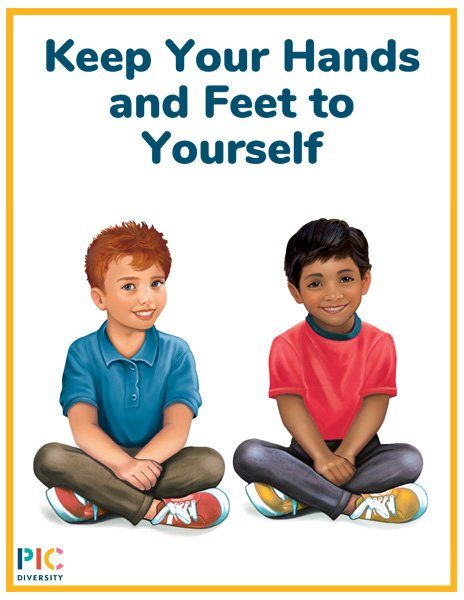 Keep Your Hands
and Feet to
Yourself
PIC
DIVERSITY